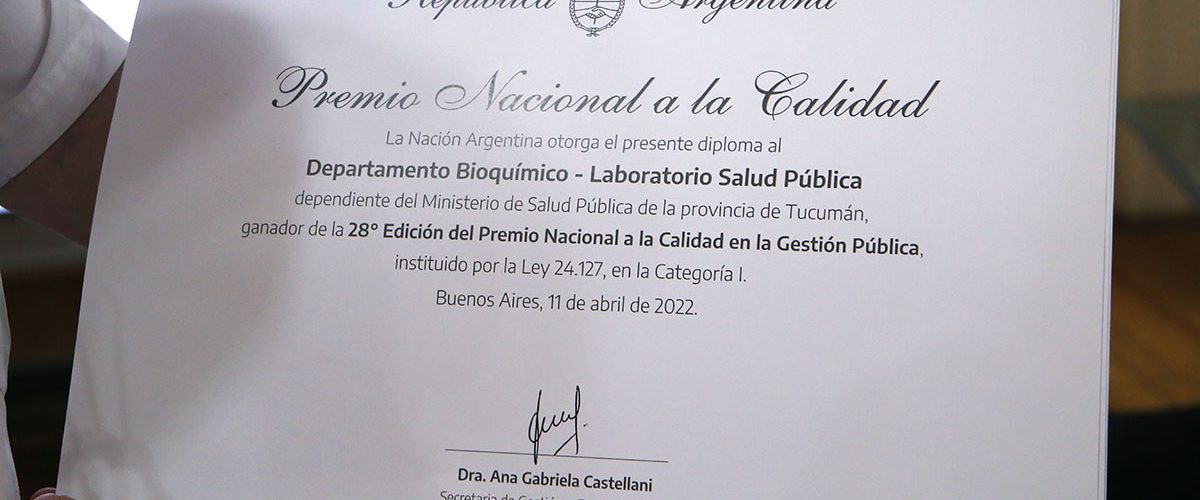 República Argentina
Premio Nacional a la Calidad
La Nación Argentina otorga el presente diploma al
Departamento Bioquímico - Laboratorio Salud Pública
dependiente del Ministerio de Salud Pública de la provincia de Tucumán,
ganador de la 28° Edición del Premio Nacional a la Calidad en la Gestión Pública,
instituido por la Ley 24.127, en la Categoría I.
Buenos Aires, 11 de abril de 2022.
Dra. Ana Gabriela Castellani
Secretaria de Gestión